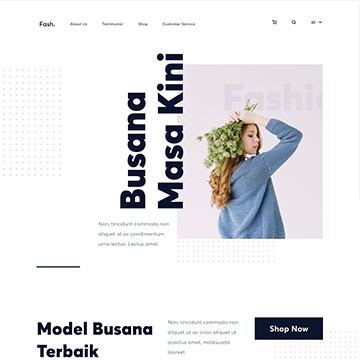 Fash.
About Us
Testimonial
Shop
Customer Service
ID
Busana
Masa Kini
Fashio
Non, tincidunt commodo non
aliquet ut ac condimentum
urna lectus. Lectus amet.
Model Busana
Terbaik
Non, tincidunt commodo non
aliquet ut ac cnon aliquet ut
acectus amet, malesuada
laoreet
Shop Now